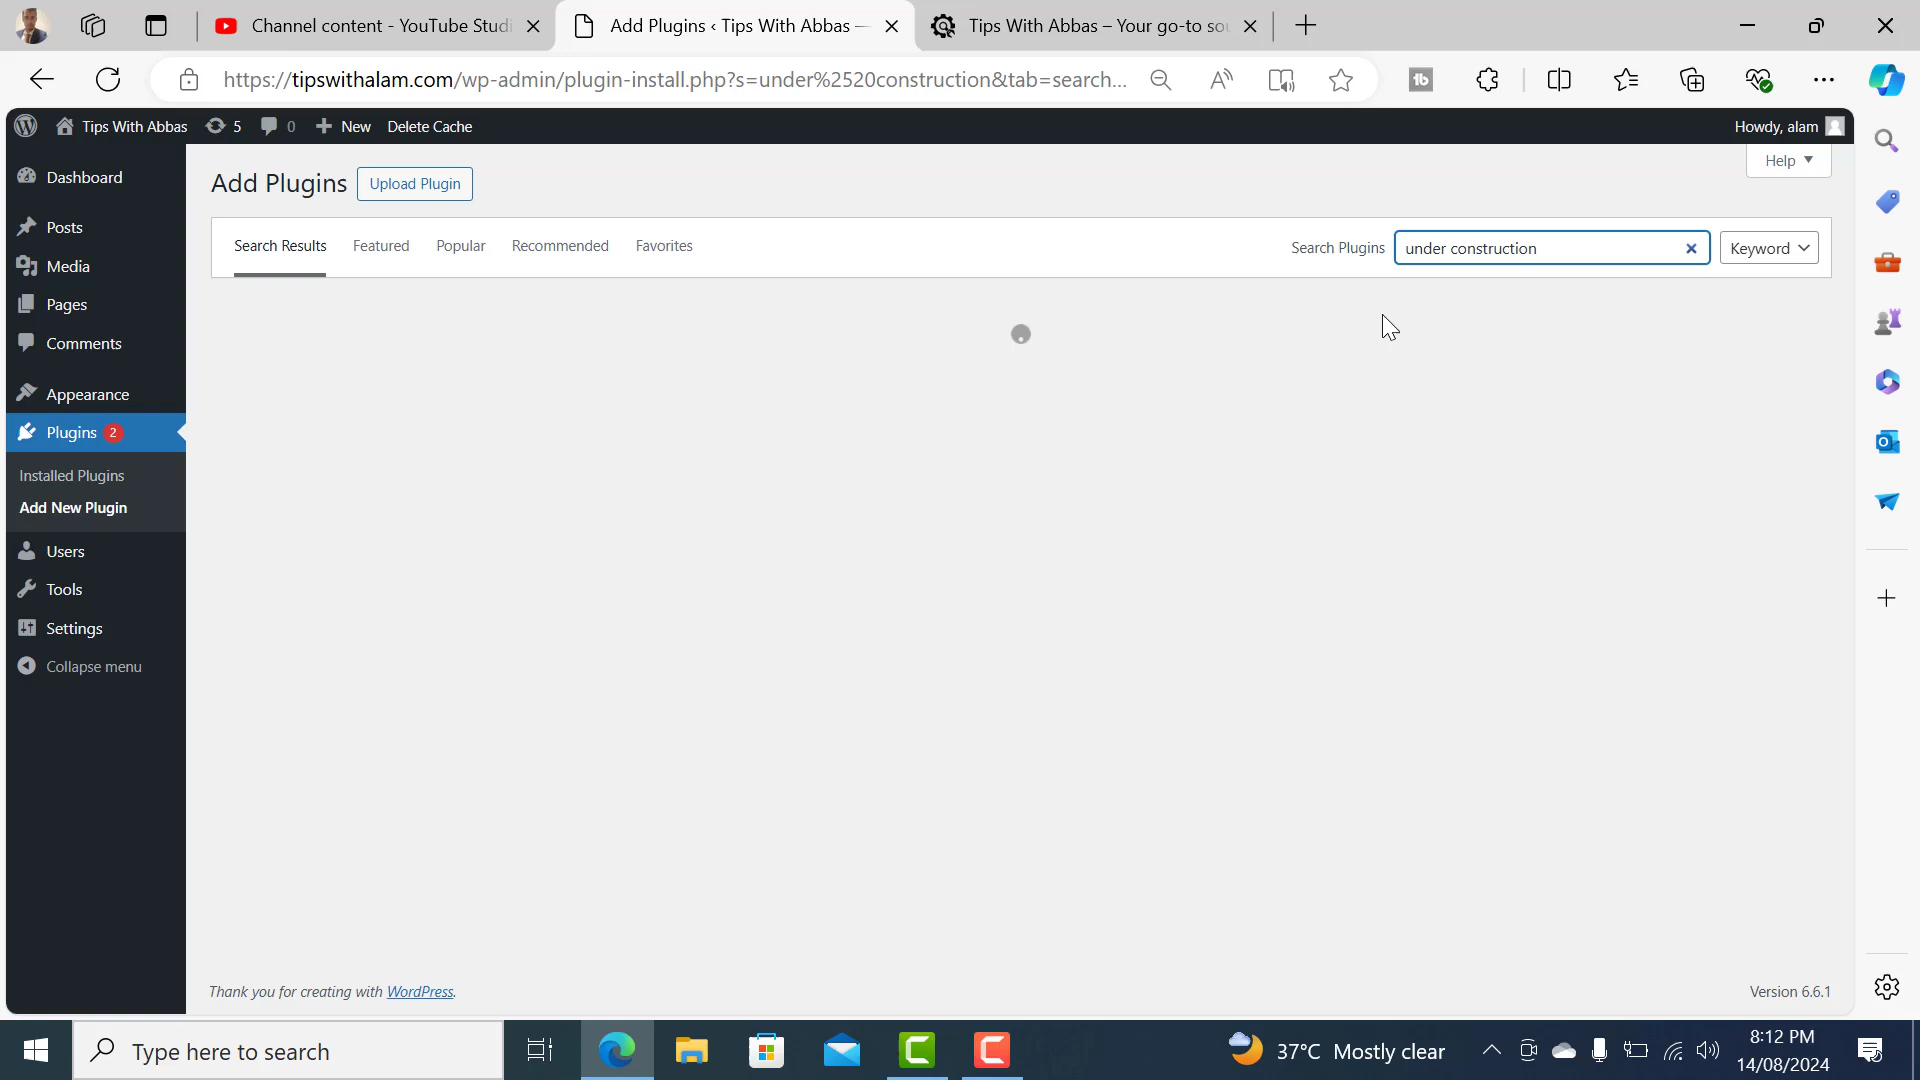 Channel content - YouTube Studi
Add Plugins ‹ Tips With Abbas —
Tips With Abbas – Your go-to sou
https://tipswithalam.com/wp-admin/plugin-install.php?s=under%2520construction&tab=search...
Tips With Abbas
5
0
New
Delete Cache
Howdy, alam
Dashboard
Posts
Media
Pages
Comments
Appearance
Plugins 2
Installed Plugins
Add New Plugin
Users
Tools
Settings
Collapse menu
Add Plugins
Upload Plugin
Help
Search Results
Featured
Popular
Recommended
Favorites
Search Plugins
under construction
Keyword
Thank you for creating with WordPress.
Version 6.6.1
Type here to search
37°C Mostly clear
8:12 PM
14/08/2024